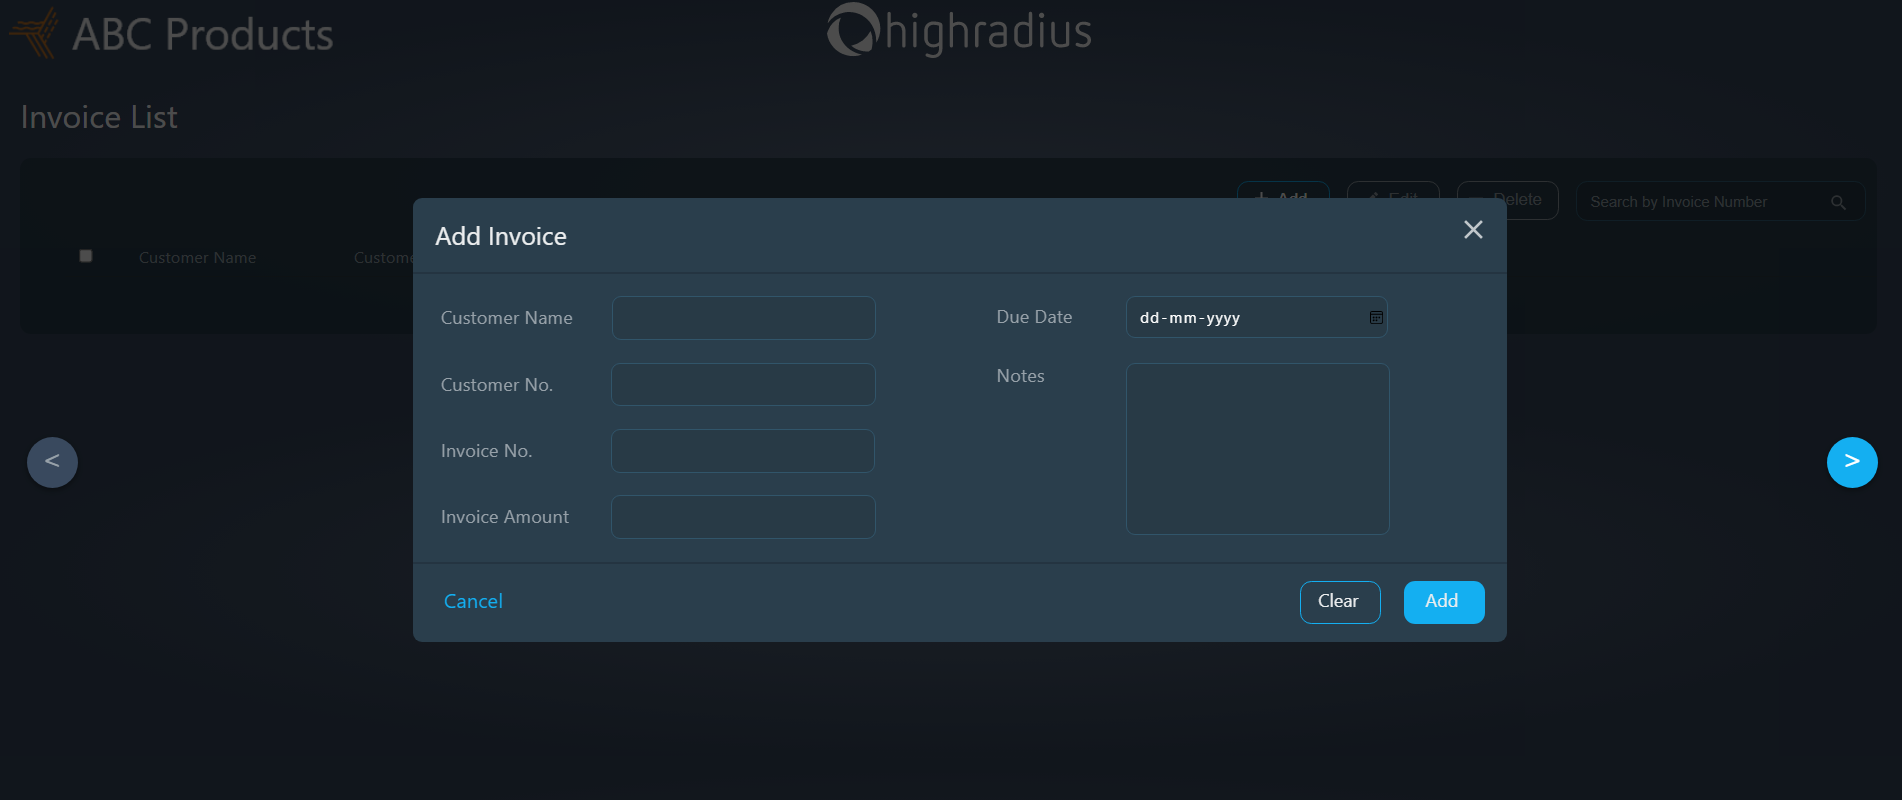 ABC Products
highradius
Invoice List
Add Edit Delete Search by Invoice Number
Customer Name
Add Invoice
Customer Name
Customer No.
Invoice No.
Invoice Amount
Due Date dd-mm-yyyy
Notes
< >
Cancel Clear Add